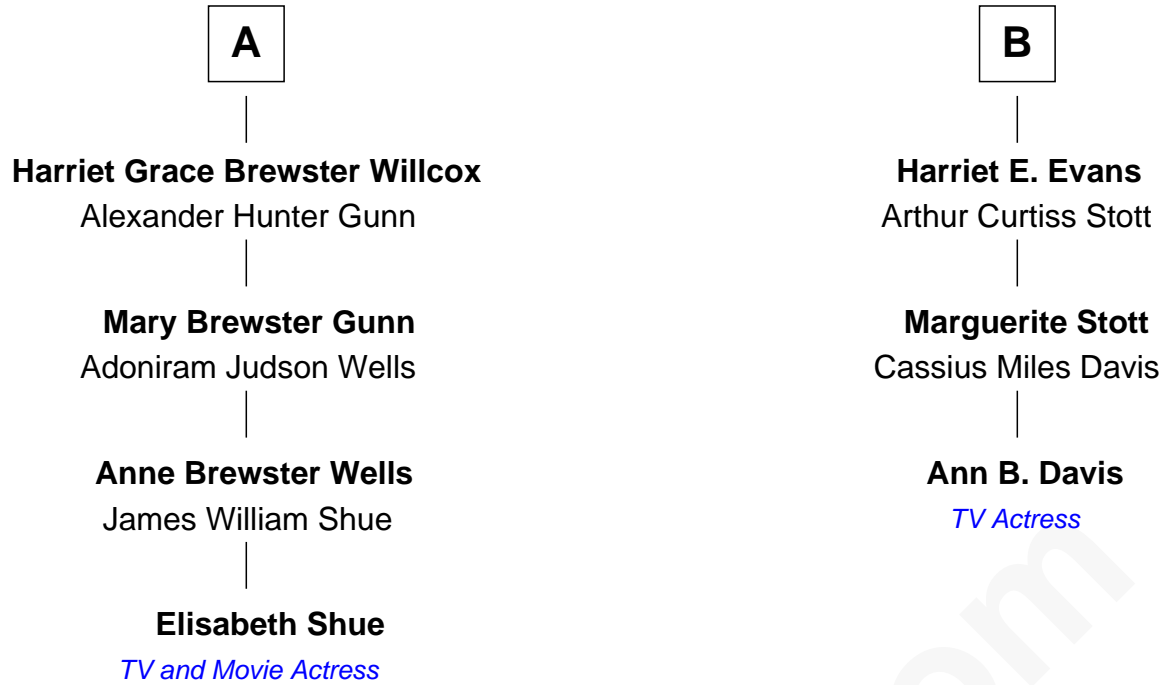 A
Harriet Grace Brewster Willcox
Alexander Hunter Gunn
Mary Brewster Gunn
Adoniram Judson Wells
Anne Brewster Wells
James William Shue
Elisabeth Shue
TV and Movie Actress
B
Harriet E. Evans
Arthur Curtiss Stott
Marguerite Stott
Cassius Miles Davis
Ann B. Davis
TV Actress
om